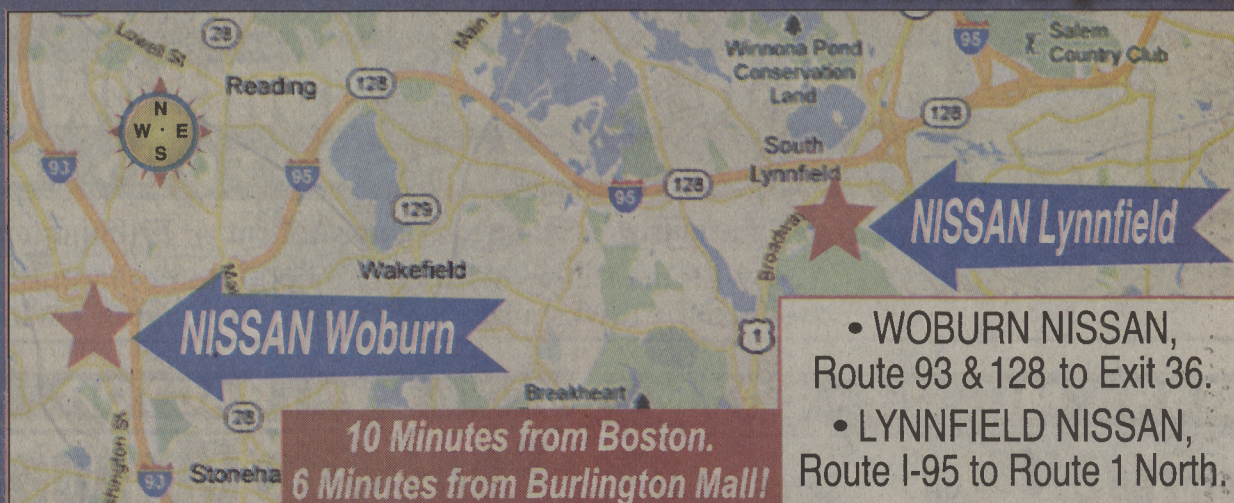 Lowell St
28
Main
Reading
128
N
W · E
S
93
95
129
Wakefield
95
128
Winnona Pond
Conservation
Land
95
Salem
Country Club
128
South
Lynnfield
Broadway
NISSAN Lynnfield
NISSAN Woburn
1
Breakheart
28
93
Stoneha
10 Minutes from Boston.
6 Minutes from Burlington Mall!
• WOBURN NISSAN,
Route 93 & 128 to Exit 36.
• LYNNFIELD NISSAN,
Route I-95 to Route 1 North.